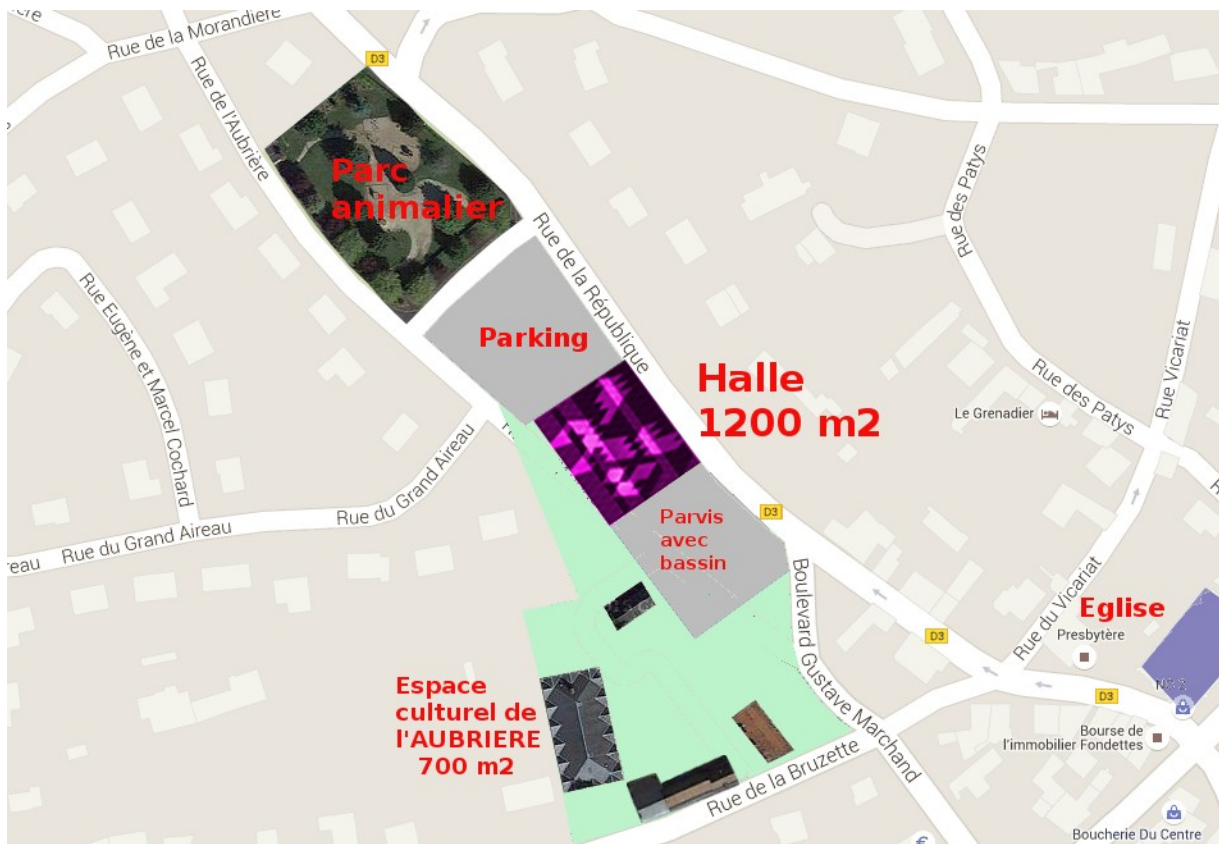 Rue de la Morandière
D3
Rue de l'Aubrière
Parc
animalier
Rue de la République
Rue des Patys
Rue Vicariat
Rue Eugène et Marcel Cochard
Parking
Halle
1200 m2
Rue des Patys
Le Grenadier
Rue du Grand Aireau
Rue du Grand Aireau
reau
Parvis
avec
bassin
D3
Boulevard Gustave Marchand
Rue du Vicariat
Eglise
Presbytère
D3
D3
Espace
culturel de
l'AUBRIERE
700 m2
Bourse de
l'immobilier Fondettes
Rue de la Bruzette
Boucherie Du Centre
€